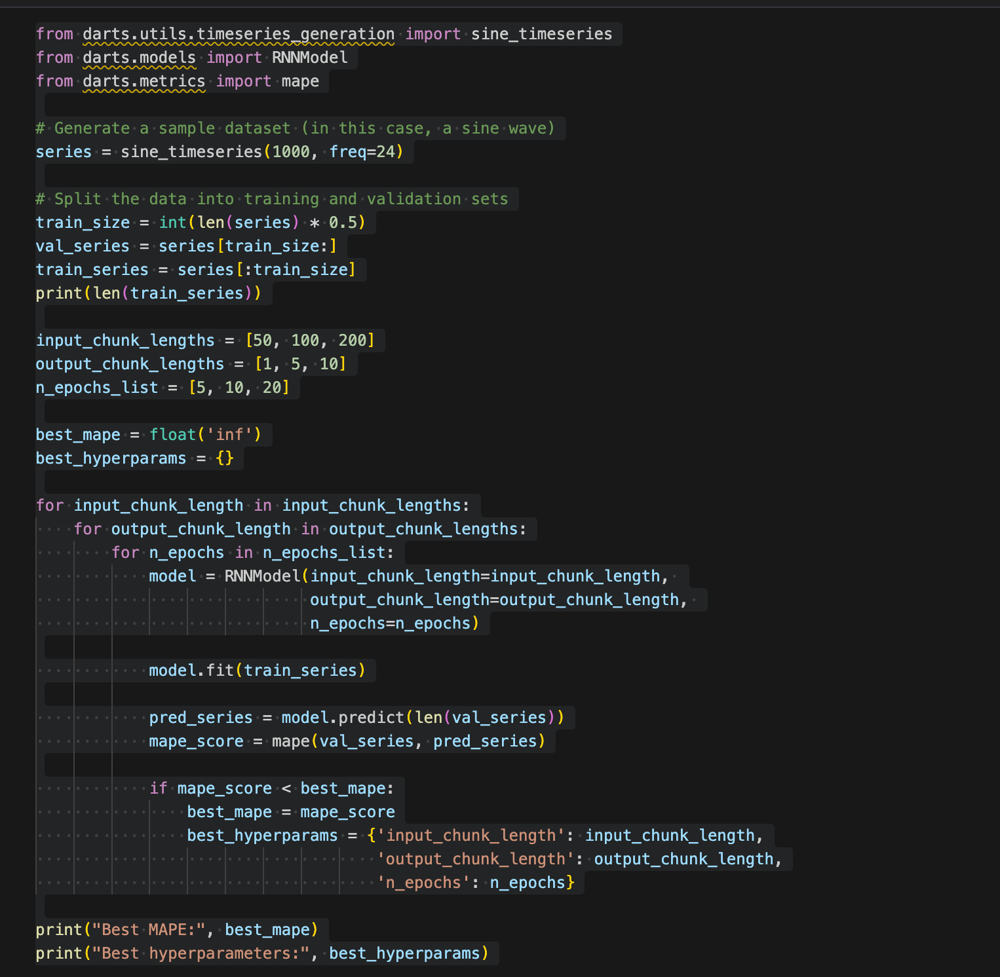 from darts.utils.timeseries_generation import sine_timeseries
from darts.models import RNNModel
from darts.metrics import mape
# Generate a sample dataset (in this case, a sine wave)
series = sine_timeseries(1000, freq=24)
# Split the data into training and validation sets
train_size = int(len(series) * 0.5)
val_series = series[train_size:]
train_series = series[:train_size]
print(len(train_series))
input_chunk_lengths = [50, 100, 200]
output_chunk_lengths = [1, 5, 10]
n_epochs_list = [5, 10, 20]
best_mape = float('inf')
best_hyperparams = {}
for input_chunk_length in input_chunk_lengths:
    for output_chunk_length in output_chunk_lengths:
        for n_epochs in n_epochs_list:
            model = RNNModel(input_chunk_length=input_chunk_length,
                             output_chunk_length=output_chunk_length,
                             n_epochs=n_epochs)
            model.fit(train_series)
            pred_series = model.predict(len(val_series))
            mape_score = mape(val_series, pred_series)
            if mape_score < best_mape:
                best_mape = mape_score
                best_hyperparams = {'input_chunk_length': input_chunk_length,
                                    'output_chunk_length': output_chunk_length,
                                    'n_epochs': n_epochs}
print("Best MAPE:", best_mape)
print("Best hyperparameters:", best_hyperparams)